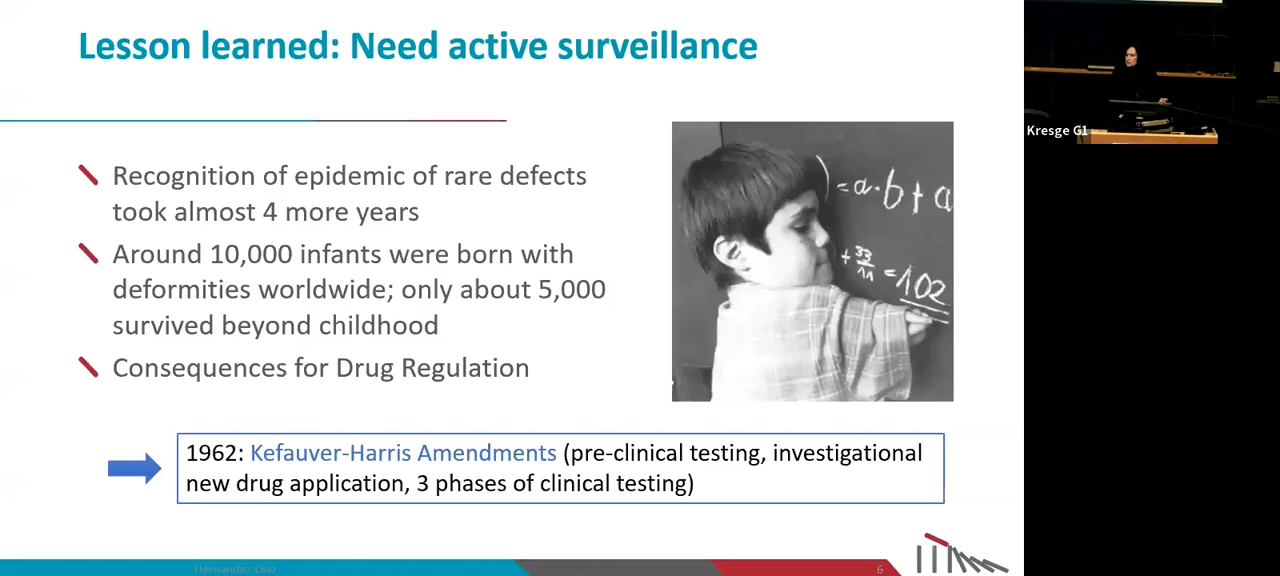 Lesson learned: Need active surveillance
Recognition of epidemic of rare defects
took almost 4 more years
Around 10,000 infants were born with
deformities worldwide; only about 5,000
survived beyond childhood
Consequences for Drug Regulation
) = a·b + a
+ 33/11 = 102
1962: Kefauver-Harris Amendments (pre-clinical testing, investigational
new drug application, 3 phases of clinical testing)
Hernandez-Diaz
6
Kresge G1